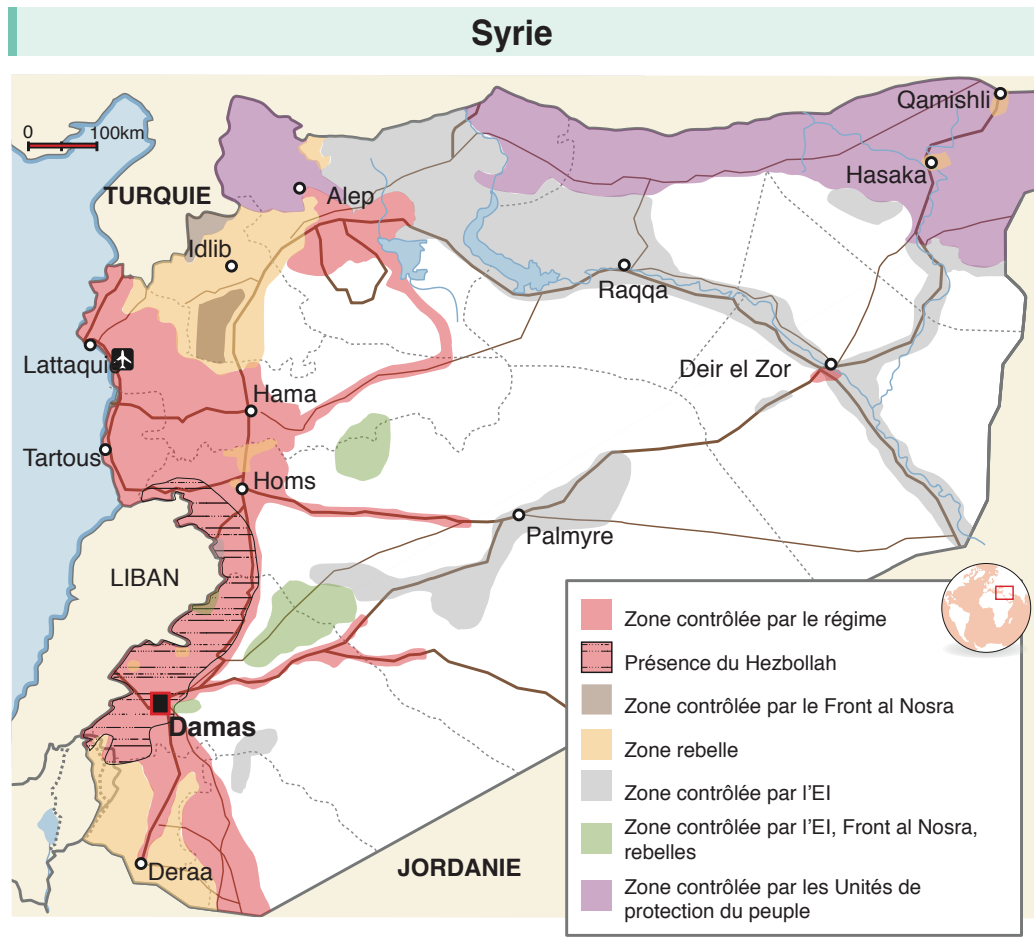 Syrie
0 100km
Qamishli
Hasaka
TURQUIE
Alep
Idlib
Raqqa
Lattaquie
Deir el Zor
Hama
Tartous
Homs
Palmyre
LIBAN
Damas
Deraa
JORDANIE
Zone contrôlée par le régime
Présence du Hezbollah
Zone contrôlée par le Front al Nosra
Zone rebelle
Zone contrôlée par l'EI
Zone contrôlée par l'EI, Front al Nosra,
rebelles
Zone contrôlée par les Unités de
protection du peuple